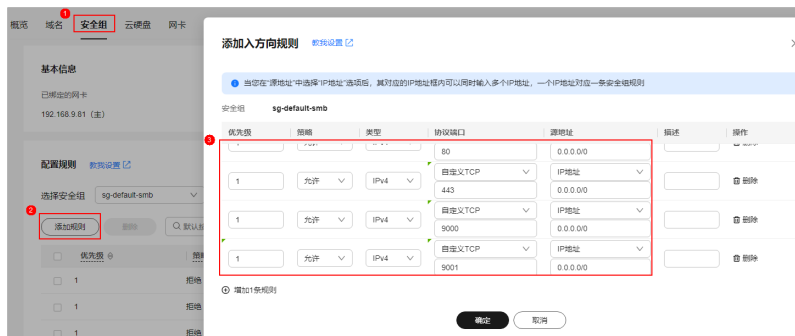 1
概览 域名 安全组 云硬盘 网卡
基本信息
已绑定的网卡
192.168.9.81 (主)
配置规则 教我设置
选择安全组 sg-default-smb
2
添加规则 删除
优先级
1 拒绝
1 拒绝
1 拒绝
添加入方向规则 教我设置
当您在"源地址"中选择"IP地址"选项后，其对应的IP地址框内可以同时输入多个IP地址，一个IP地址对应一条安全组规则
安全组 sg-default-smb
优先级 策略 类型 协议端口 源地址 描述 操作
3
80 0.0.0.0/0
自定义TCP IP地址
1 允许 IPv4 删除
443 0.0.0.0/0
自定义TCP IP地址
1 允许 IPv4 删除
9000 0.0.0.0/0
自定义TCP IP地址
1 允许 IPv4 删除
9001 0.0.0.0/0
增加1条规则
确定 取消